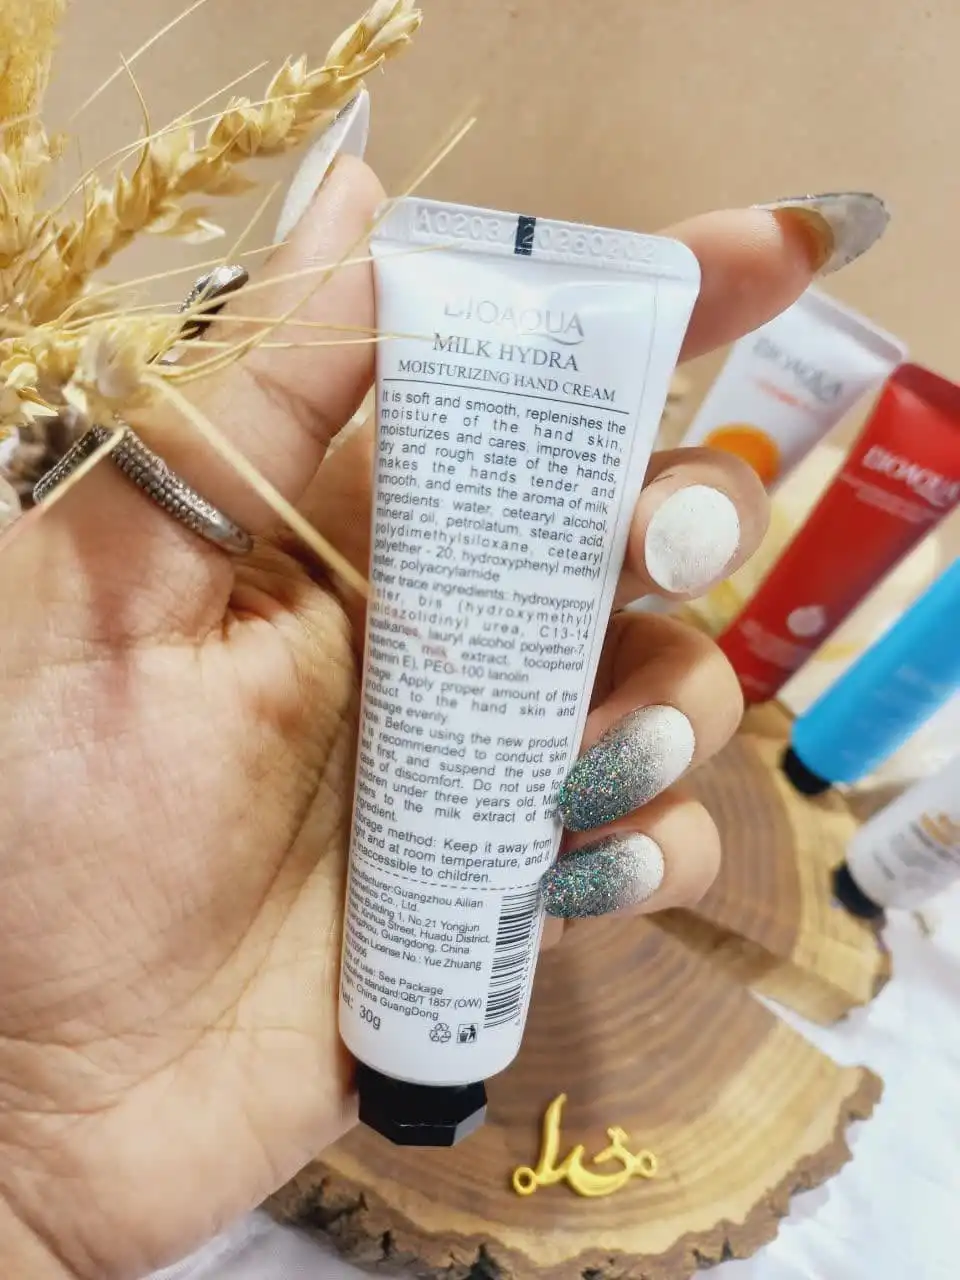 A0203 20260202
BIOAQUA
MILK HYDRA
MOISTURIZING HAND CREAM
It is soft and smooth, replenishes the
moisture of the hand skin,
moisturizes and cares, improves the
dry and rough state of the hands,
makes the hands tender and
smooth, and emits the aroma of milk
ingredients: water, cetearyl alcohol,
mineral oil, petrolatum, stearic acid,
polydimethylsiloxane, cetearyl
polyether - 20, hydroxyphenyl methyl
ester, polyacrylamide
Other trace ingredients: hydroxypropyl
ster, bis (hydroxymethyl)
urea, C13-14
lauryl alcohol polyether-7,
essence, milk extract, tocopherol
vitamin E), PEG-100 lanolin
Usage: Apply proper amount of this
product to the hand skin and
massage evenly.
Note: Before using the new product,
it is recommended to conduct skin
first, and suspend the use in
case of discomfort. Do not use for
children under three years old. Milk
refers to the milk extract of the
ingredient.
Storage method: Keep it away from
and at room temperature, and
inaccessible to children.
Manufacturer:Guangzhou Ailian
Cosmetics Co., Ltd.
Building 1, No.21 Yongjun
Xinhua Street, Huadu District,
Guangzhou, Guangdong, China
Production License No.: Yue Zhuang
of use: See Package
standard:QB/T 1857 (O/W)
China GuangDong
30g
BIOAQUA
BIOAQUA